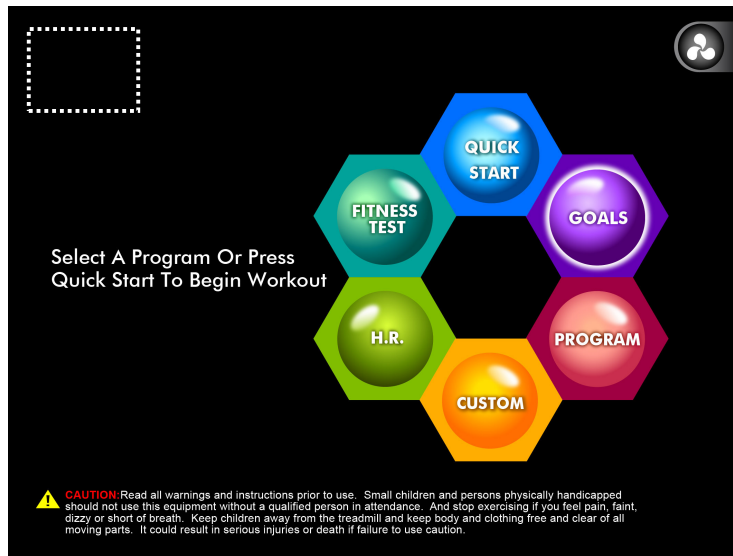 QUICK
START
FITNESS
TEST
GOALS
Select A Program Or Press
Quick Start To Begin Workout
H.R.
PROGRAM
CUSTOM
CAUTION:Read all warnings and instructions prior to use.  Small children and persons physically handicapped
should not use this equipment without a qualified person in attendance.  And stop exercising if you feel pain, faint,
dizzy or short of breath.  Keep children away from the treadmill and keep body and clothing free and clear of all
moving parts.  It could result in serious injuries or death if failure to use caution.